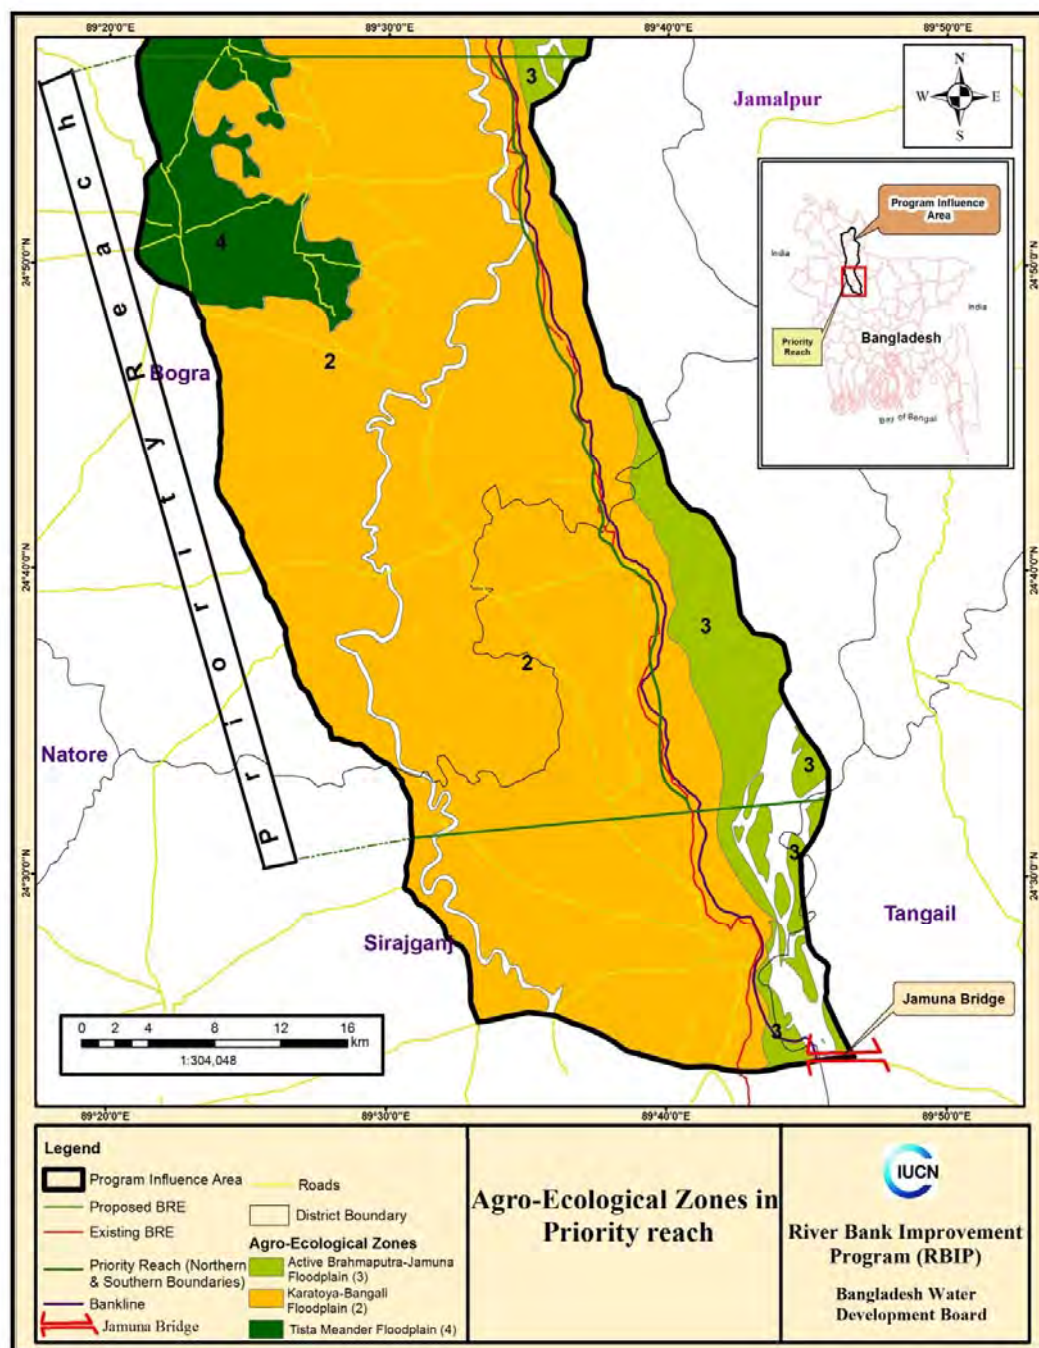 89°20'0"E
89°30'0"E
89°40'0"E
89°50'0"E
N
W
E
S
3
Jamalpur
Program Influence
Area
India
India
Priority
Reach
Bangladesh
Bay of Bengal
4
24°50'0"N
24°50'0"N
2
Bogra
Priority Reach
24°40'0"N
24°40'0"N
3
2
Natore
3
3
24°30'0"N
24°30'0"N
Tangail
Sirajganj
Jamuna Bridge
3
0 2 4 8 12 16
km
1:304,048
89°20'0"E
89°30'0"E
89°40'0"E
89°50'0"E
Legend
Program Influence Area
Proposed BRE
Existing BRE
Priority Reach (Northern
& Southern Boundaries)
Bankline
Jamuna Bridge
Roads
District Boundary
Agro-Ecological Zones
Active Brahmaputra-Jamuna
Floodplain (3)
Karatoya-Bangali
Floodplain (2)
Tista Meander Floodplain (4)
Agro-Ecological Zones in
Priority reach
IUCN
River Bank Improvement
Program (RBIP)
Bangladesh Water
Development Board